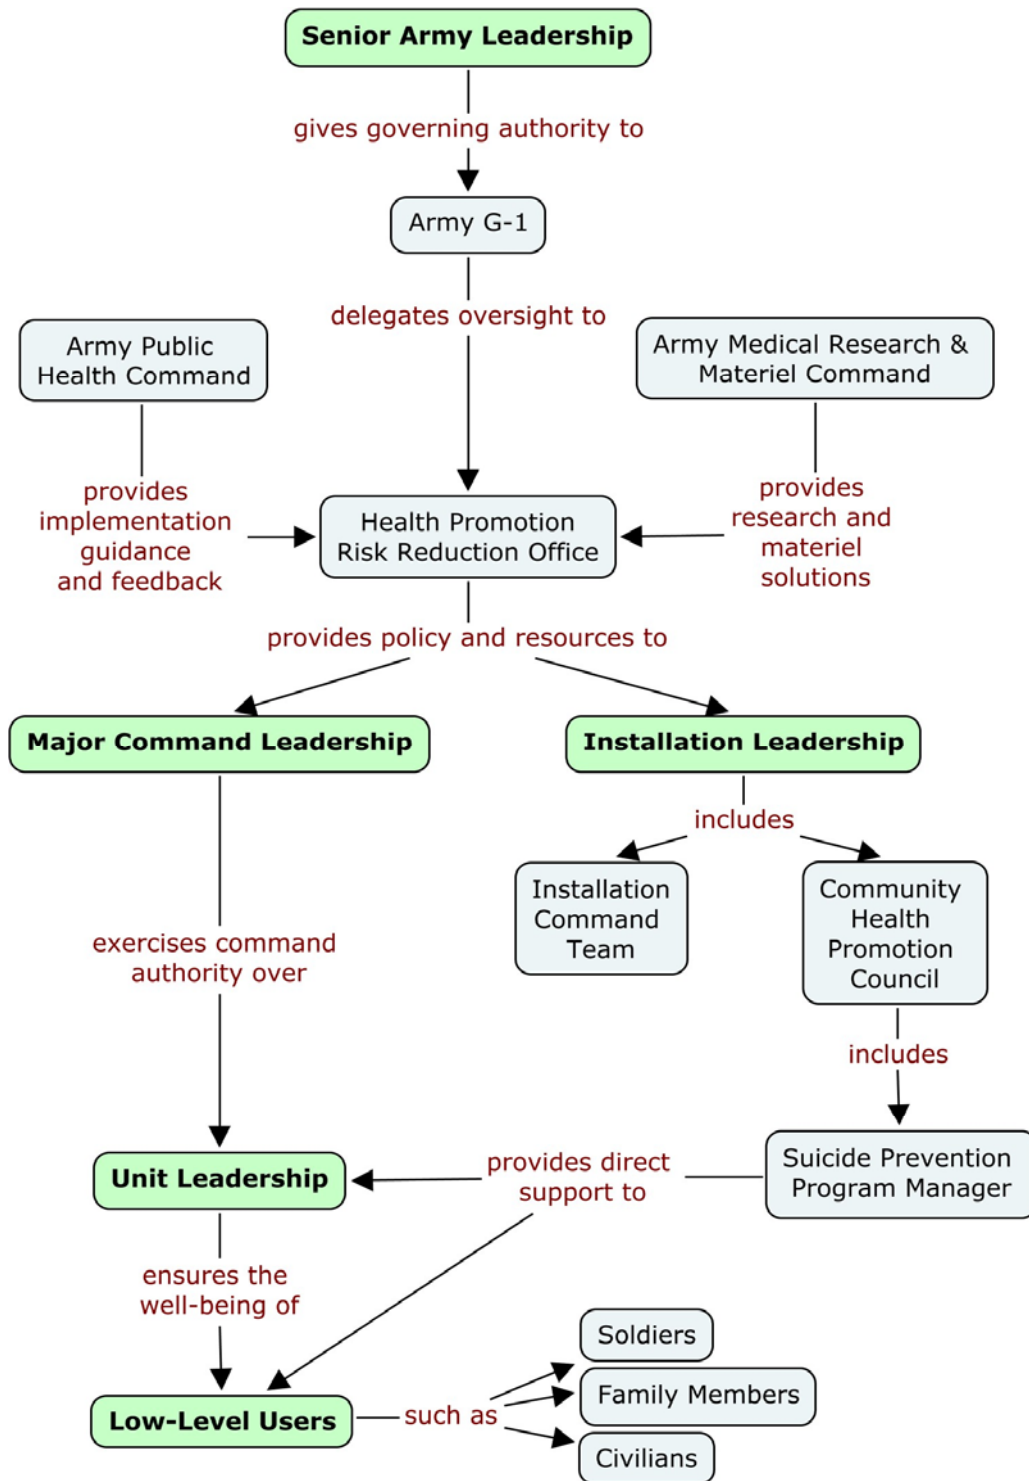 Senior Army Leadership
gives governing authority to
Army G-1
delegates oversight to
Army Public
Health Command
Army Medical Research &
Materiel Command
provides
implementation
guidance
and feedback
Health Promotion
Risk Reduction Office
provides
research and
materiel
solutions
provides policy and resources to
Major Command Leadership
Installation Leadership
includes
Installation
Command
Team
Community
Health
Promotion
Council
exercises command
authority over
includes
Unit Leadership
provides direct
support to
Suicide Prevention
Program Manager
ensures the
well-being of
Low-Level Users
such as
Soldiers
Family Members
Civilians